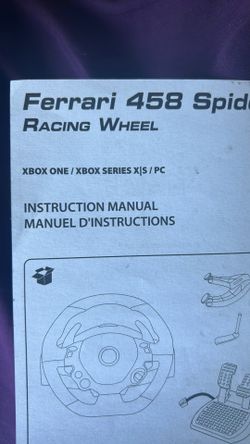 Ferrari 458 Spid
RACING WHEEL
XBOX ONE / XBOX SERIES X|S / PC
INSTRUCTION MANUAL
MANUEL D'INSTRUCTIONS